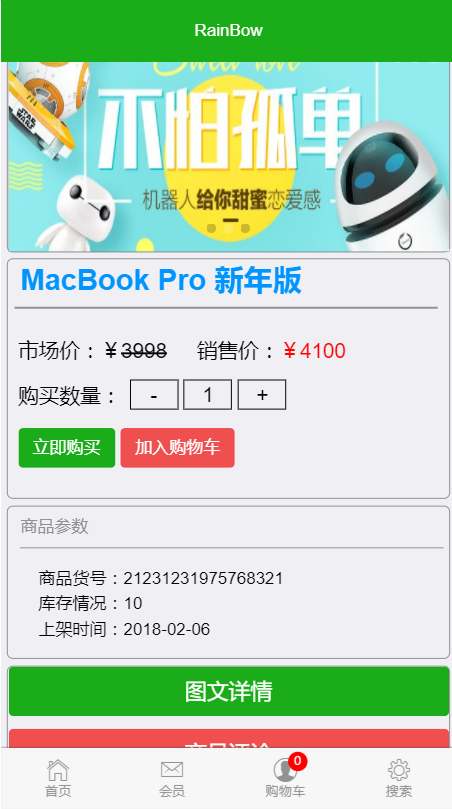 RainBow
不怕孤单
机器人给你甜蜜恋爱感
MacBook Pro 新年版
市场价：￥3998 销售价：￥4100
购买数量： - 1 +
立即购买 加入购物车
商品参数
商品货号：21231231975768321
库存情况：10
上架时间：2018-02-06
图文详情
商品评论
0
首页 会员 购物车 搜索